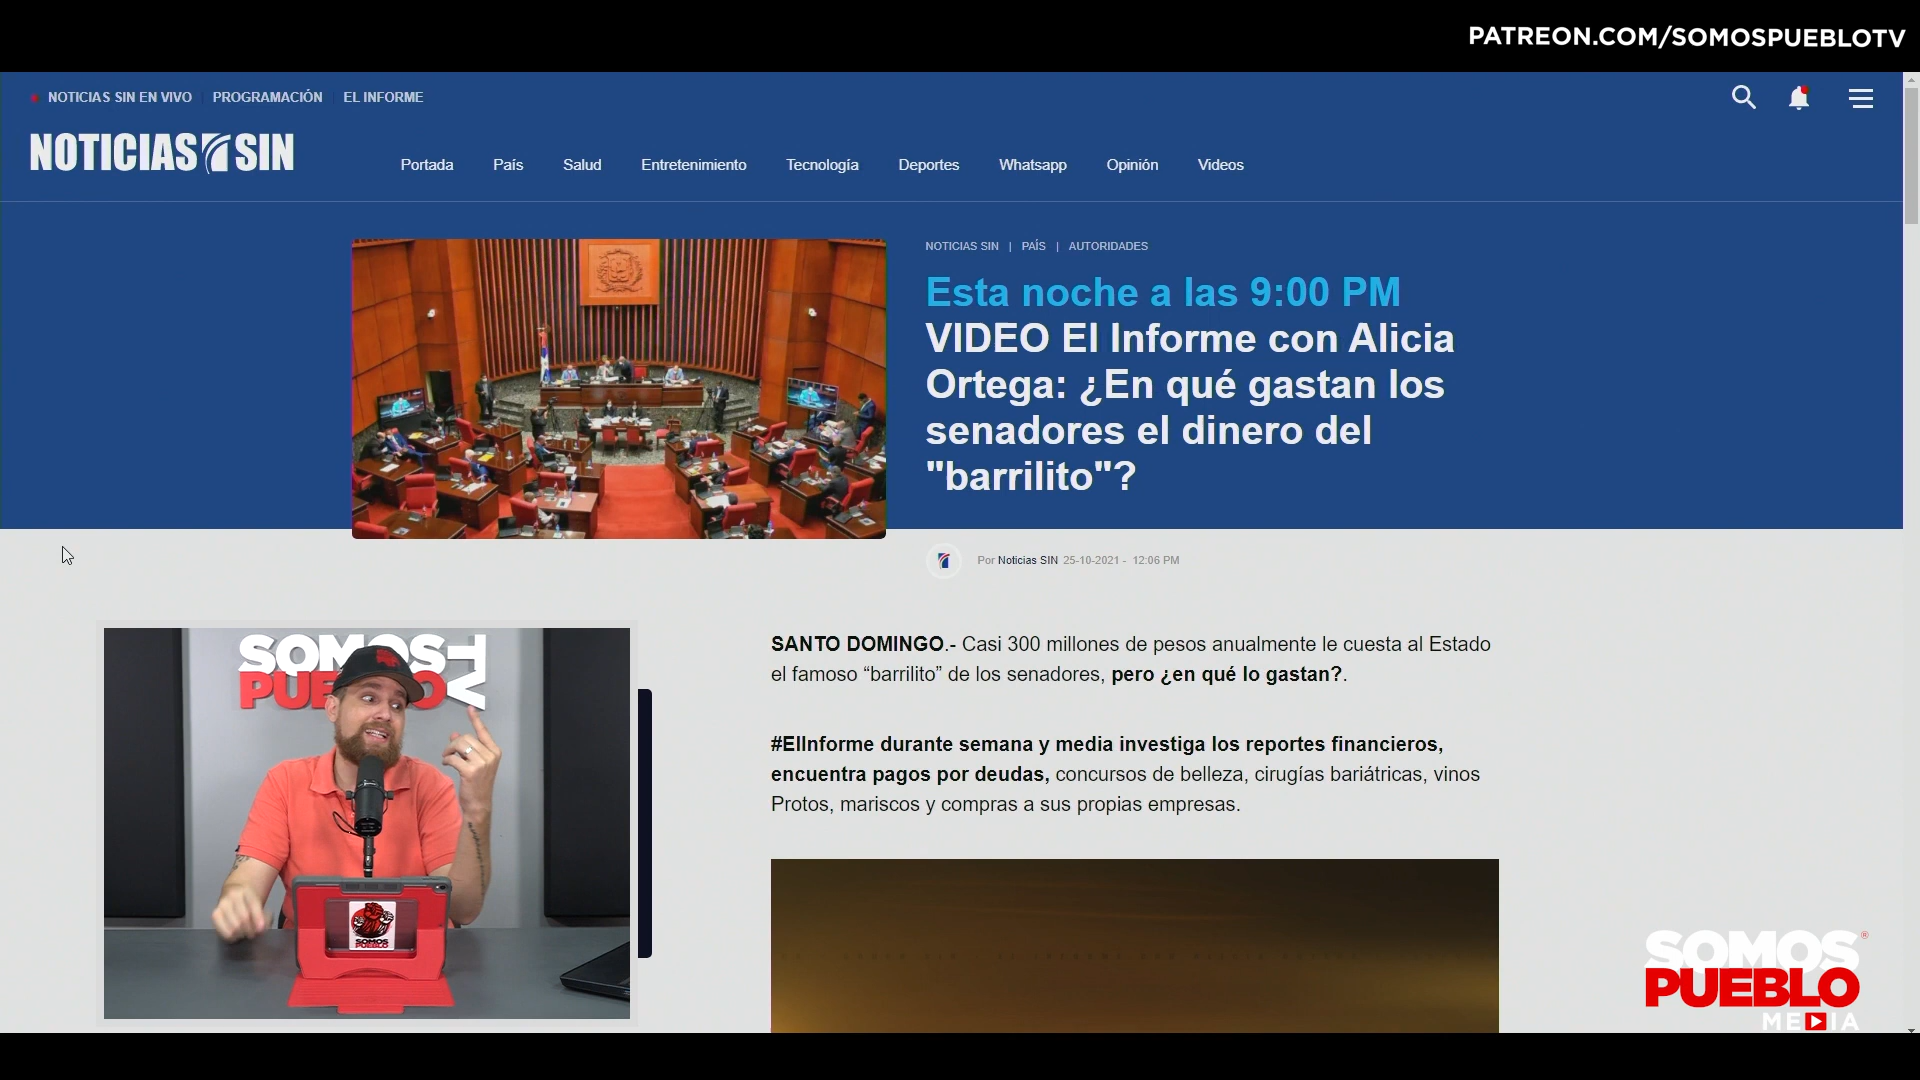 PATREON.COM/SOMOSPUEBLOTV
NOTICIAS SIN EN VIVO PROGRAMACIÓN EL INFORME
NOTICIAS SIN
Portada País Salud Entretenimiento Tecnología Deportes Whatsapp Opinión Videos
NOTICIAS SIN | PAÍS | AUTORIDADES
Esta noche a las 9:00 PM
VIDEO El Informe con Alicia
Ortega: ¿En qué gastan los
senadores el dinero del
"barrilito"?
Por Noticias SIN 25-10-2021 - 12:06 PM
SANTO DOMINGO.- Casi 300 millones de pesos anualmente le cuesta al Estado
el famoso “barrilito” de los senadores, pero ¿en qué lo gastan?.
#ElInforme durante semana y media investiga los reportes financieros,
encuentra pagos por deudas, concursos de belleza, cirugías bariátricas, vinos
Protos, mariscos y compras a sus propias empresas.
SOMOS
PUEBLO
SOMOS®
PUEBLO
MEDIA